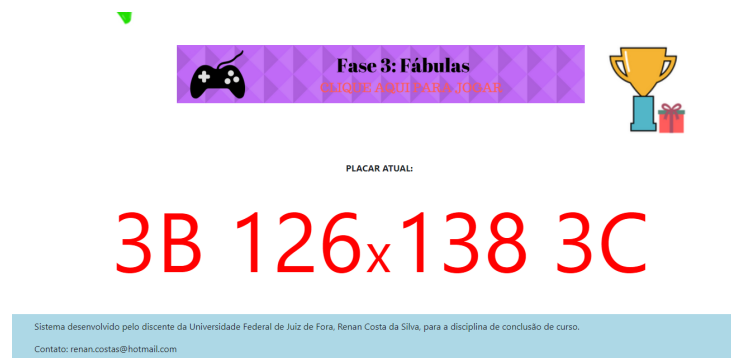 Fase 3: Fábulas
CLIQUE AQUI PARA JOGAR
PLACAR ATUAL:
3B 126x138 3C
Sistema desenvolvido pelo discente da Universidade Federal de Juiz de Fora, Renan Costa da Silva, para a disciplina de conclusão de curso.
Contato: renan.costas@hotmail.com